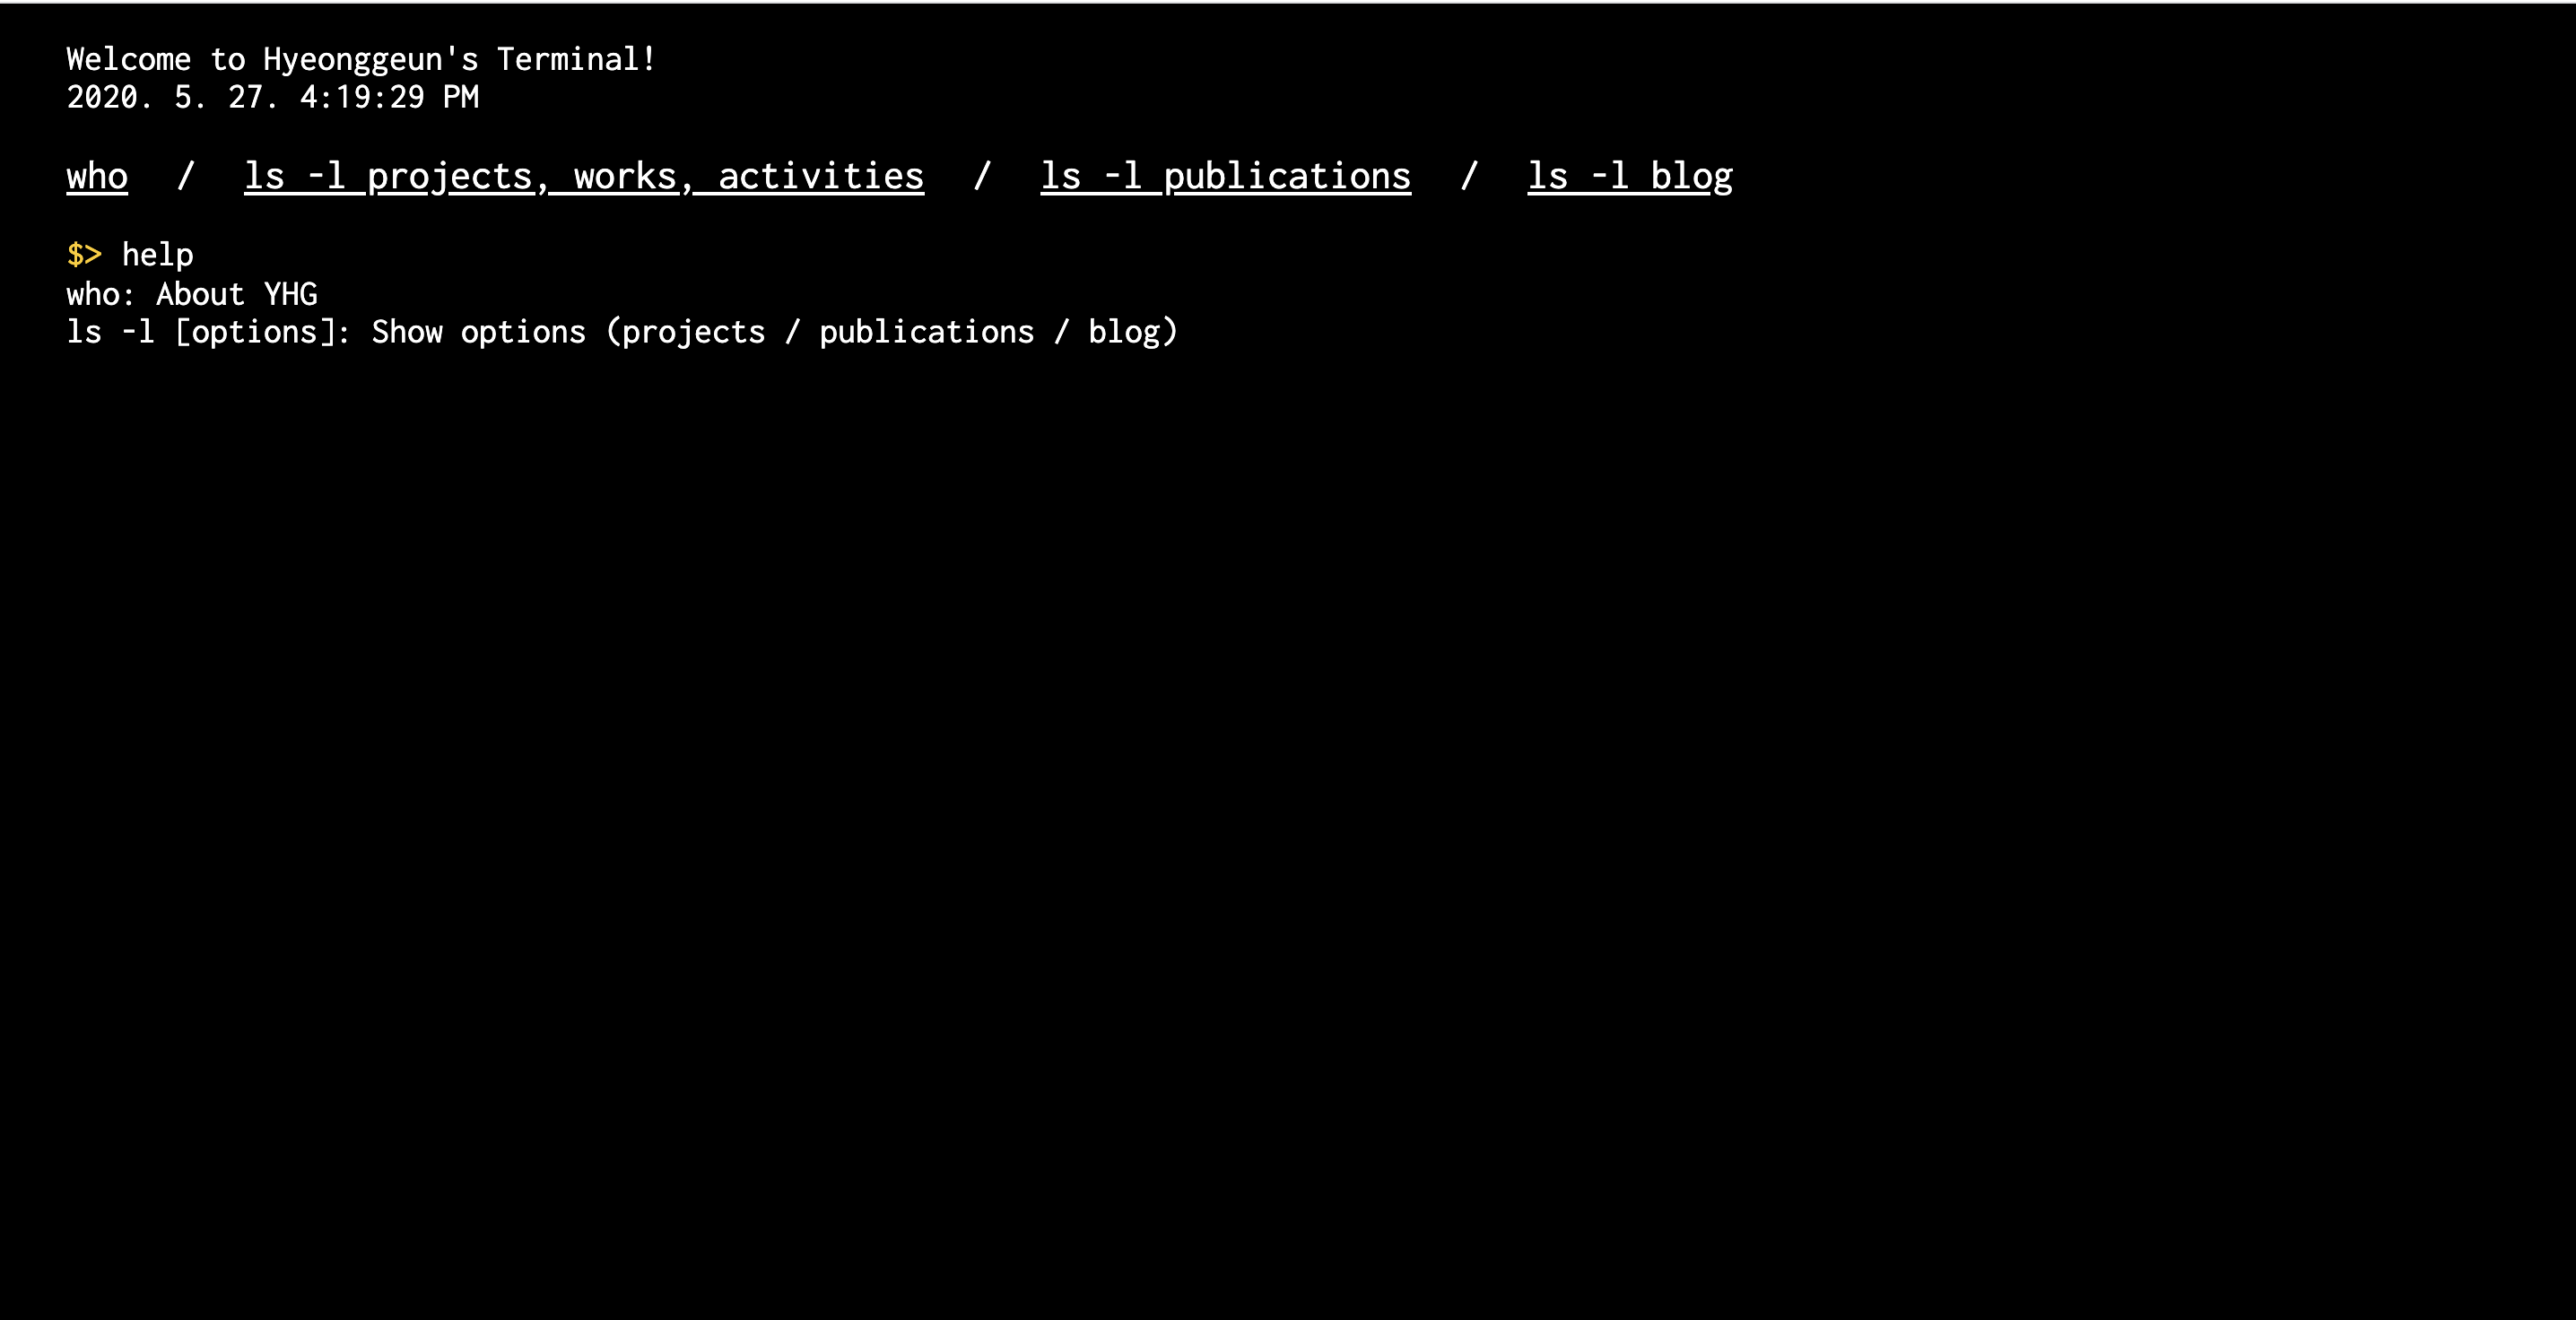 Welcome to Hyeonggeun's Terminal!
2020. 5. 27. 4:19:29 PM
who / ls -l projects, works, activities / ls -l publications / ls -l blog
$> help
who: About YHG
ls -l [options]: Show options (projects / publications / blog)